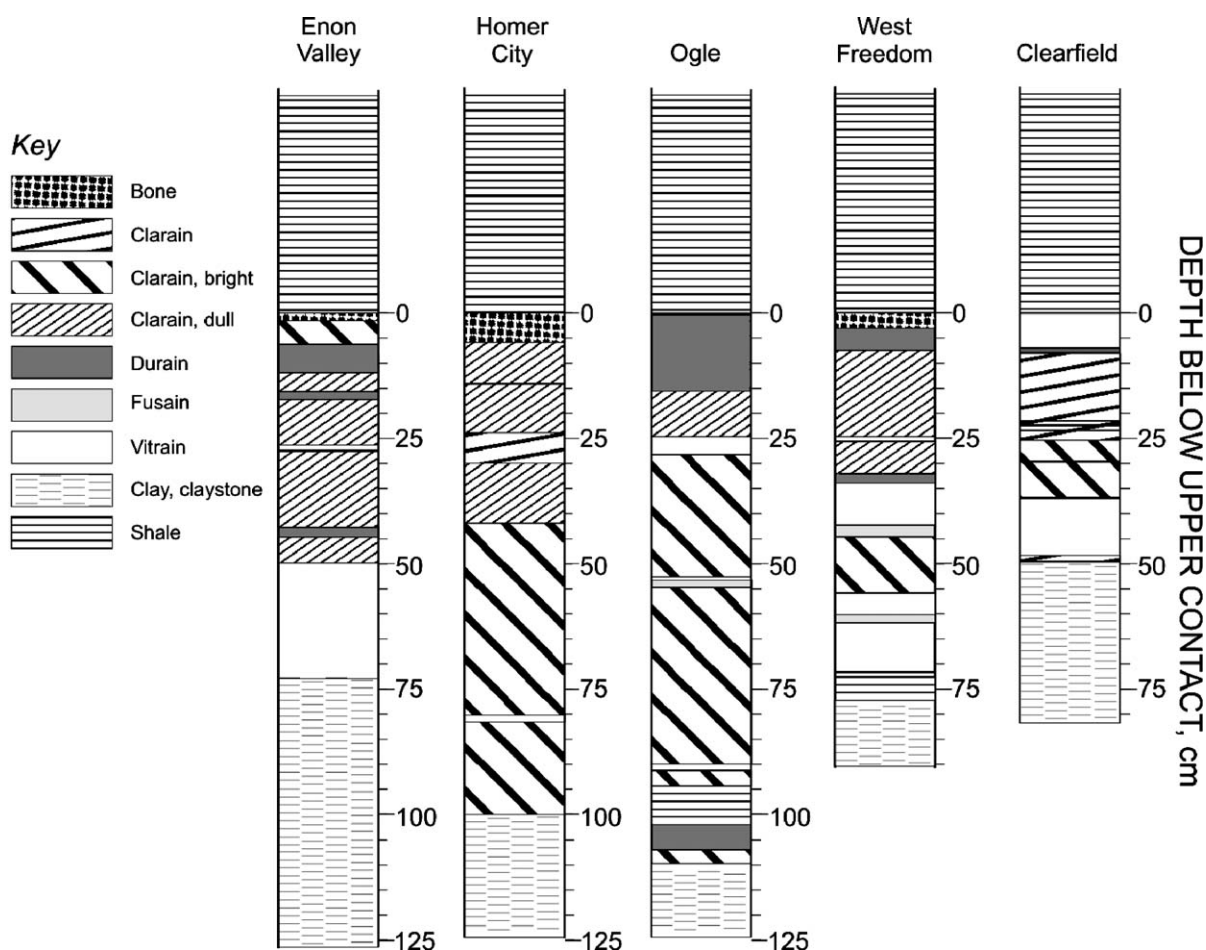 Enon
Valley
Homer
City
Ogle
West
Freedom
Clearfield
Key
Bone
Clarain
Clarain, bright
Clarain, dull
Durain
Fusain
Vitrain
Clay, claystone
Shale
0
25
50
75
100
125
0
25
50
75
100
125
0
25
50
75
100
125
0
25
50
75
0
25
50
75
DEPTH BELOW UPPER CONTACT, cm